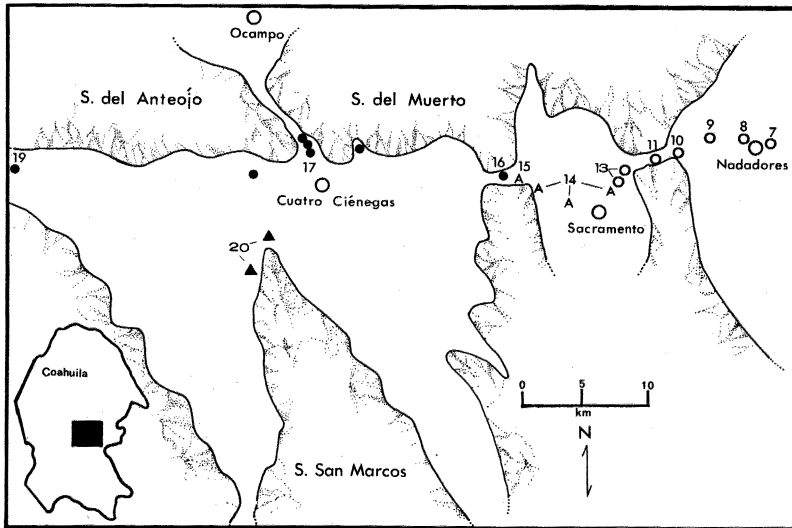 Ocampo
S. del Anteojo
S. del Muerto
19
17
16
15
14
13
11
10
9
8
7
Nadadores
Cuatro Ciénegas
A
A
A
A
Sacramento
20
Coahuila
0 5 10
km
N
S. San Marcos